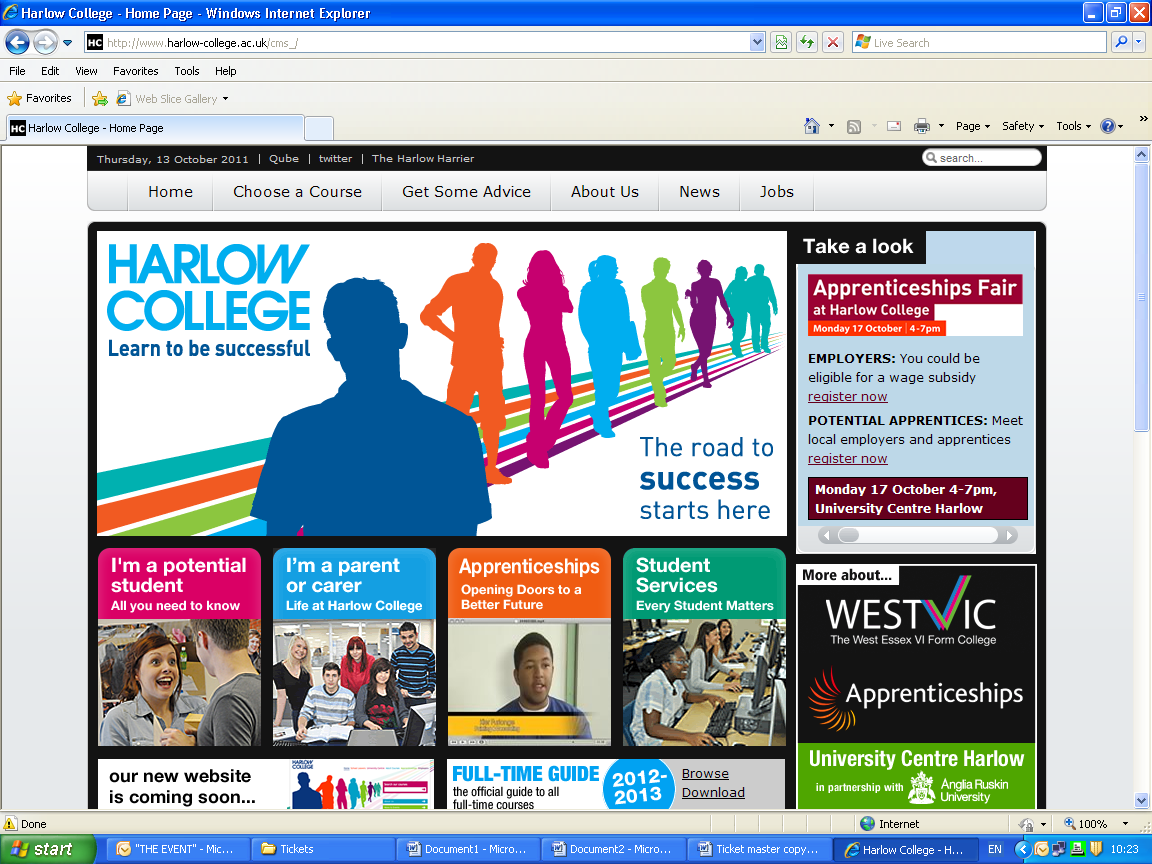 Harlow College - Home Page - Windows Internet Explorer
HC http://www.harlow-college.ac.uk/cms_/
Live Search
File Edit View Favorites Tools Help
Favorites Web Slice Gallery
HC Harlow College - Home Page
Page Safety Tools
Thursday, 13 October 2011 | Qube | twitter | The Harlow Harrier
search...
Home Choose a Course Get Some Advice About Us News Jobs
HARLOW
COLLEGE
Learn to be successful
The road to
success
starts here
Take a look
Apprenticeships Fair
at Harlow College
Monday 17 October | 4-7pm
EMPLOYERS: You could be
eligible for a wage subsidy
register now
POTENTIAL APPRENTICES: Meet
local employers and apprentices
register now
Monday 17 October 4-7pm,
University Centre Harlow
I'm a potential
student
All you need to know
I'm a parent
or carer
Life at Harlow College
Apprenticeships
Opening Doors to a
Better Future
Student
Services
Every Student Matters
More about...
WESTVIC
The West Essex VI Form College
Apprenticeships
University Centre Harlow
in partnership with
Anglia Ruskin
University
our new website
is coming soon...
HARLOW
COLLEGE
FULL-TIME GUIDE
the official guide to all
full-time courses
2012-
2013
Browse
Download
Done
Internet
100%
start
"THE EVENT" - Mic...
Tickets
Document1 - Micro...
Document2 - Micro...
Ticket master copy...
Harlow College - H...
EN
10:23